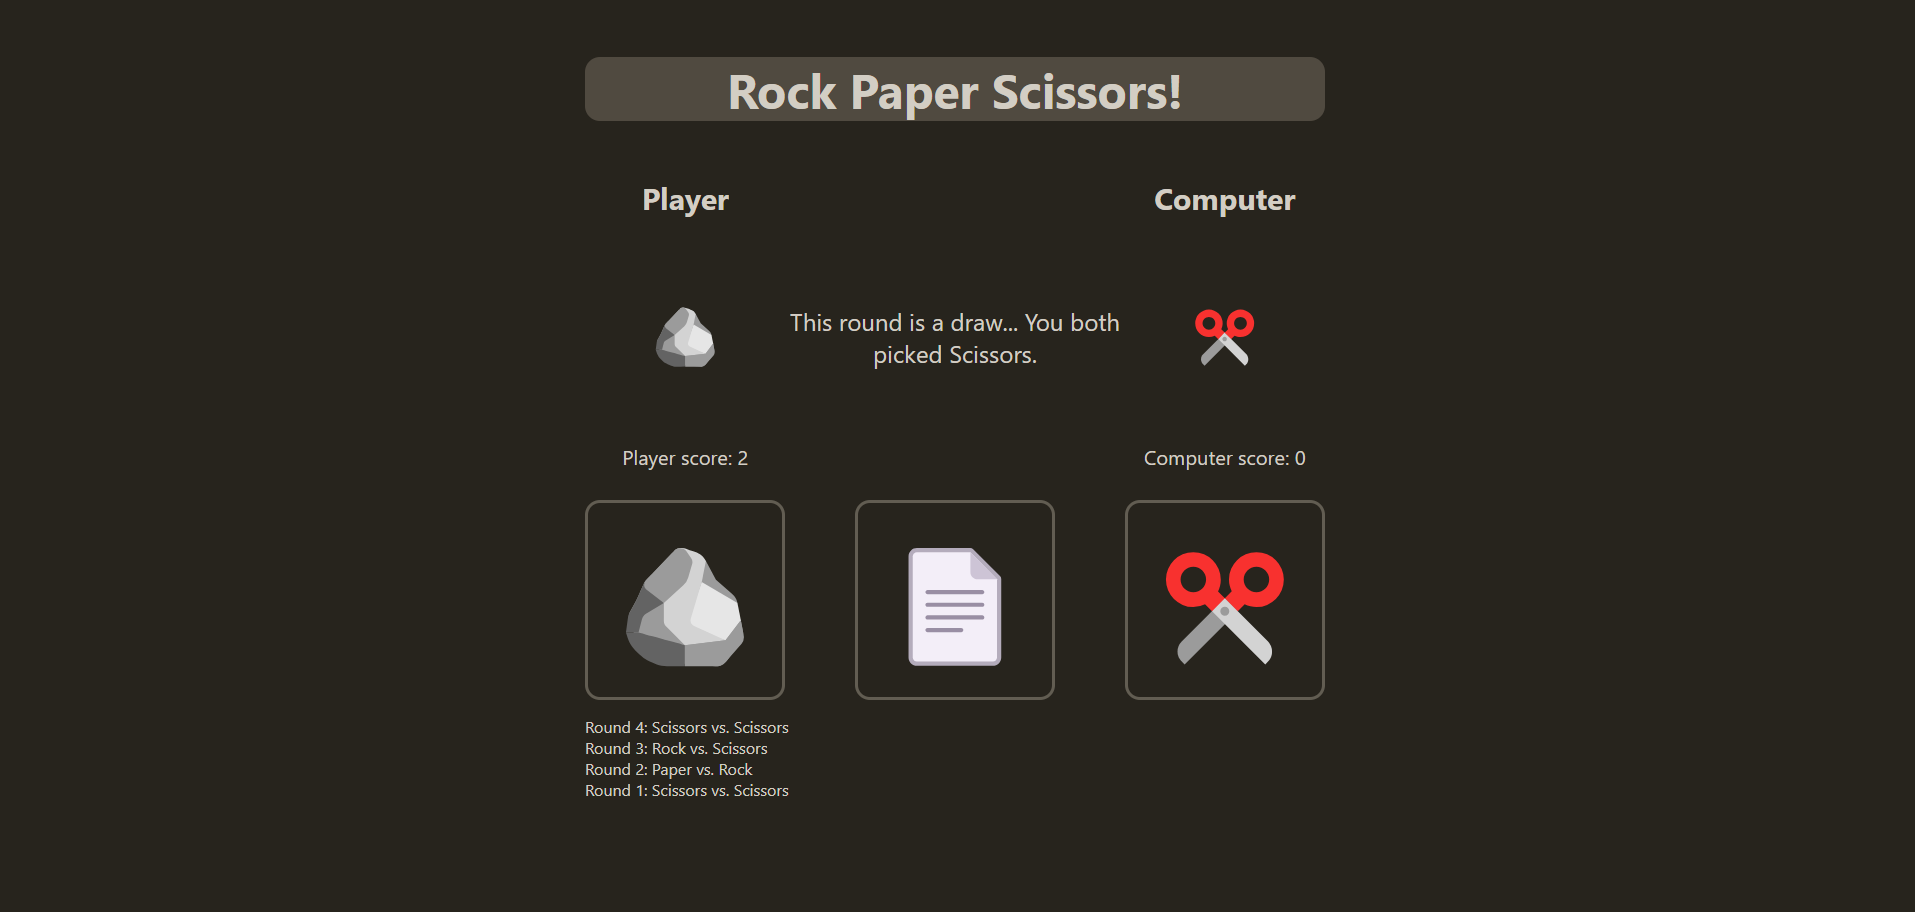 Rock Paper Scissors!
Player
Computer
This round is a draw... You both
picked Scissors.
Player score: 2
Computer score: 0
Round 4: Scissors vs. Scissors
Round 3: Rock vs. Scissors
Round 2: Paper vs. Rock
Round 1: Scissors vs. Scissors